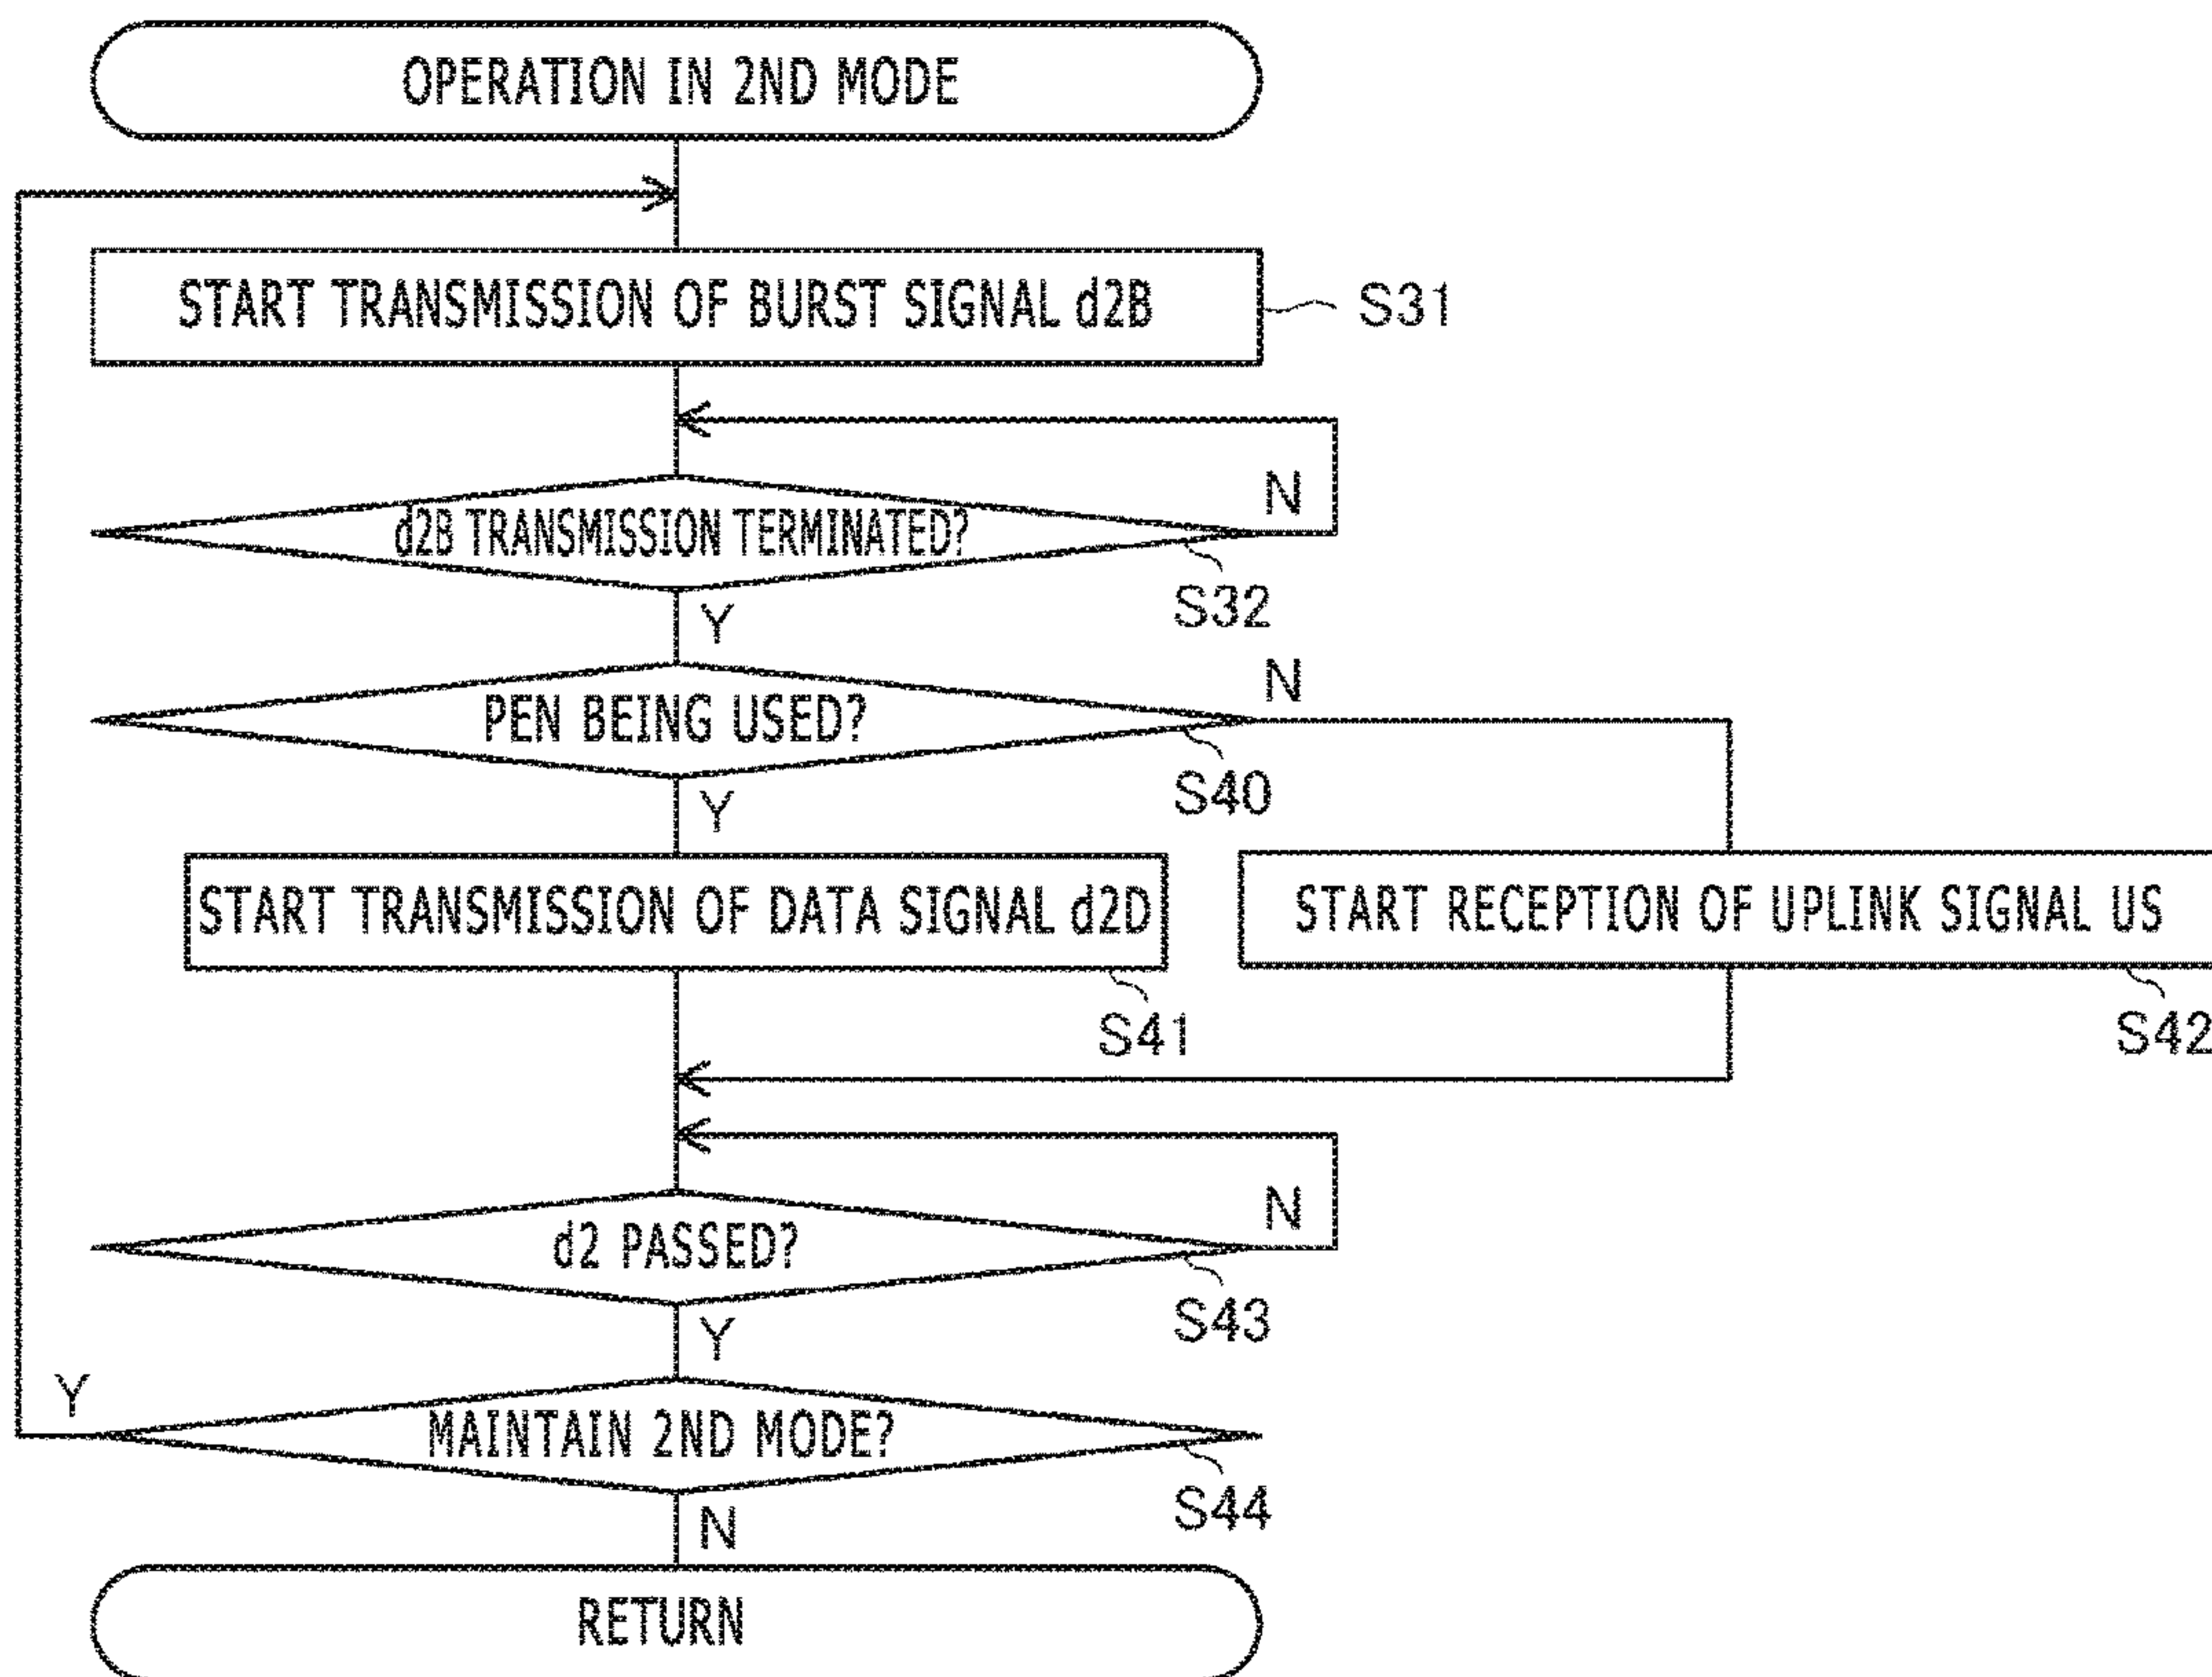 OPERATION IN 2ND MODE
START TRANSMISSION OF BURST SIGNAL d2B
S31
N
d2B TRANSMISSION TERMINATED?
S32
Y
N
PEN BEING USED?
S40
Y
START TRANSMISSION OF DATA SIGNAL d2D
START RECEPTION OF UPLINK SIGNAL US
S41
S42
N
d2 PASSED?
S43
Y
Y
MAINTAIN 2ND MODE?
S44
N
RETURN